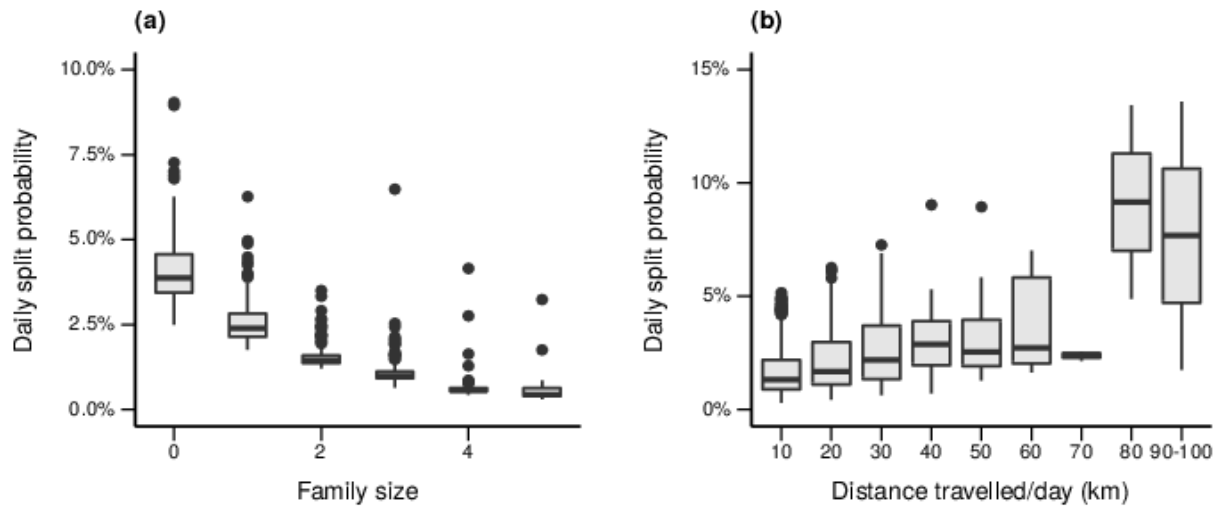 (a)
10.0%
7.5%
5.0%
2.5%
0.0%
Daily split probability
0 2 4
Family size
(b)
15%
10%
5%
0%
Daily split probability
10 20 30 40 50 60 70 80 90-100
Distance travelled/day (km)